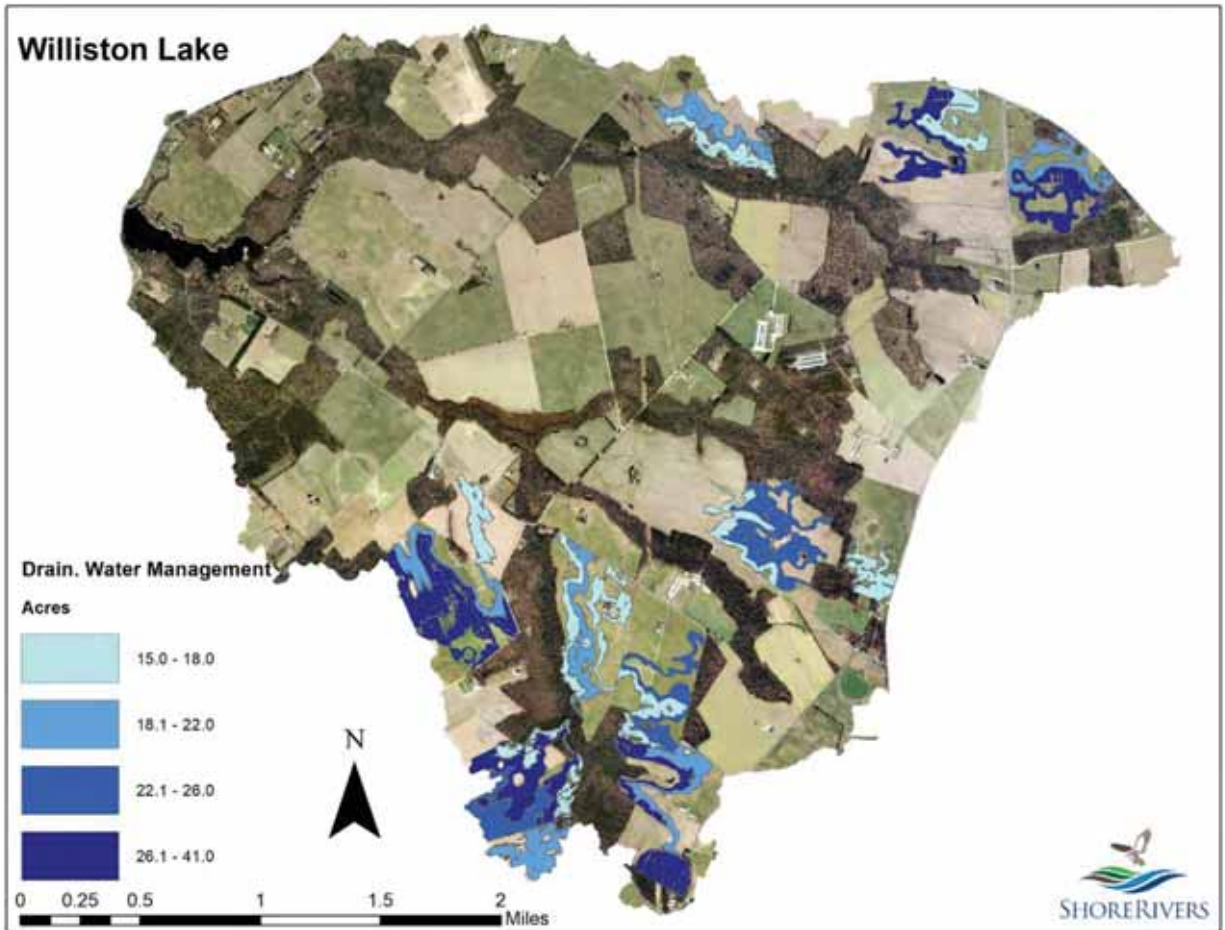 Williston Lake
Drain. Water Management
Acres
15.0 - 18.0
18.1 - 22.0
22.1 - 26.0
26.1 - 41.0
N
0 0.25 0.5 1 1.5 2
Miles
SHORERIVERS